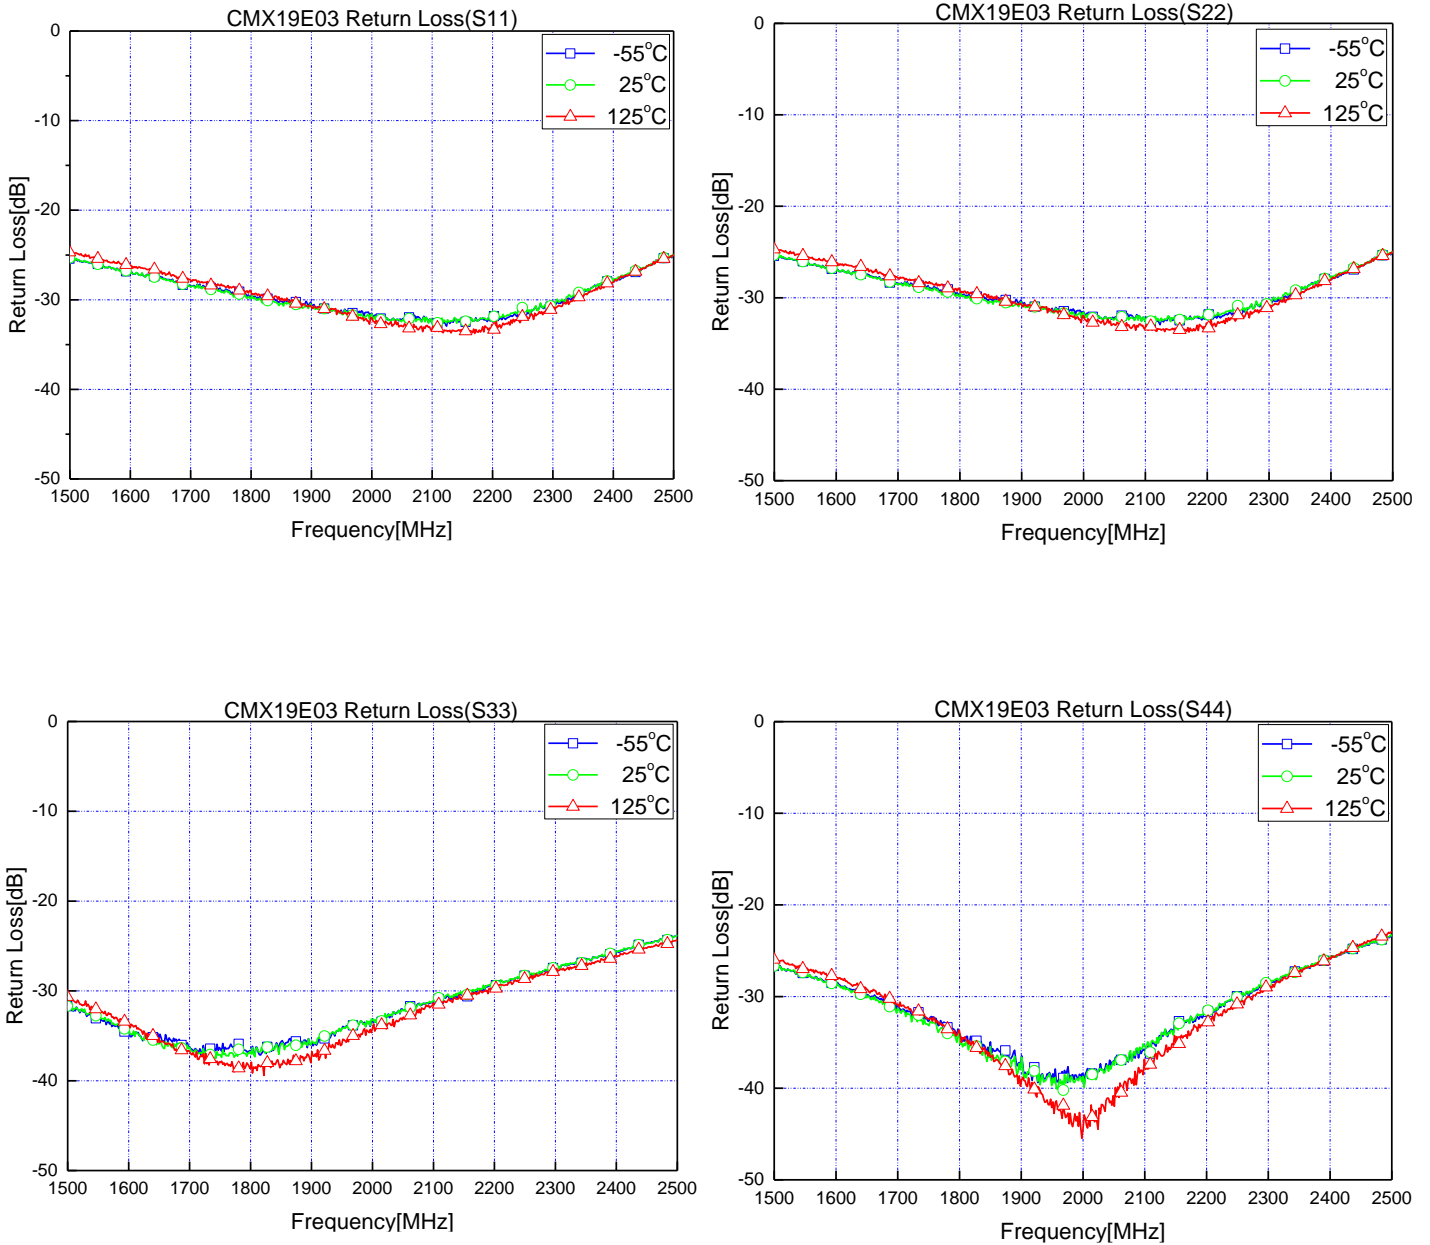 CMX19E03 Return Loss(S11)
0
-10
-20
-30
-40
-50
Return Loss[dB]
-55°C
25°C
125°C
1500 1600 1700 1800 1900 2000 2100 2200 2300 2400 2500
Frequency[MHz]
CMX19E03 Return Loss(S22)
0
-10
-20
-30
-40
-50
Return Loss[dB]
-55°C
25°C
125°C
1500 1600 1700 1800 1900 2000 2100 2200 2300 2400 2500
Frequency[MHz]
CMX19E03 Return Loss(S33)
0
-10
-20
-30
-40
-50
Return Loss[dB]
-55°C
25°C
125°C
1500 1600 1700 1800 1900 2000 2100 2200 2300 2400 2500
Frequency[MHz]
CMX19E03 Return Loss(S44)
0
-10
-20
-30
-40
-50
Return Loss[dB]
-55°C
25°C
125°C
1500 1600 1700 1800 1900 2000 2100 2200 2300 2400 2500
Frequency[MHz]